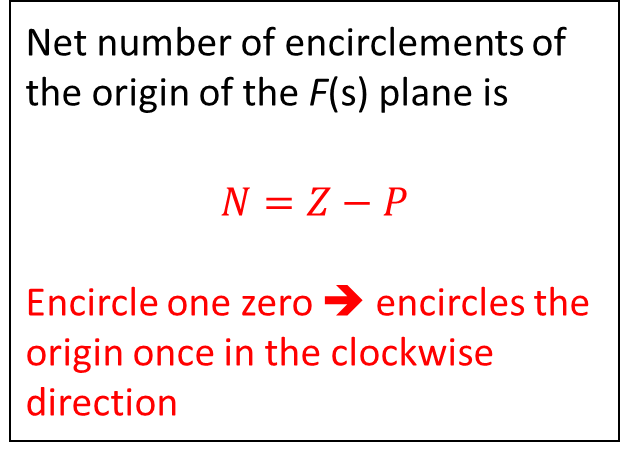 Net number of encirclements of
the origin of the F(s) plane is
N = Z − P
Encircle one zero ➔ encircles the
origin once in the clockwise
direction